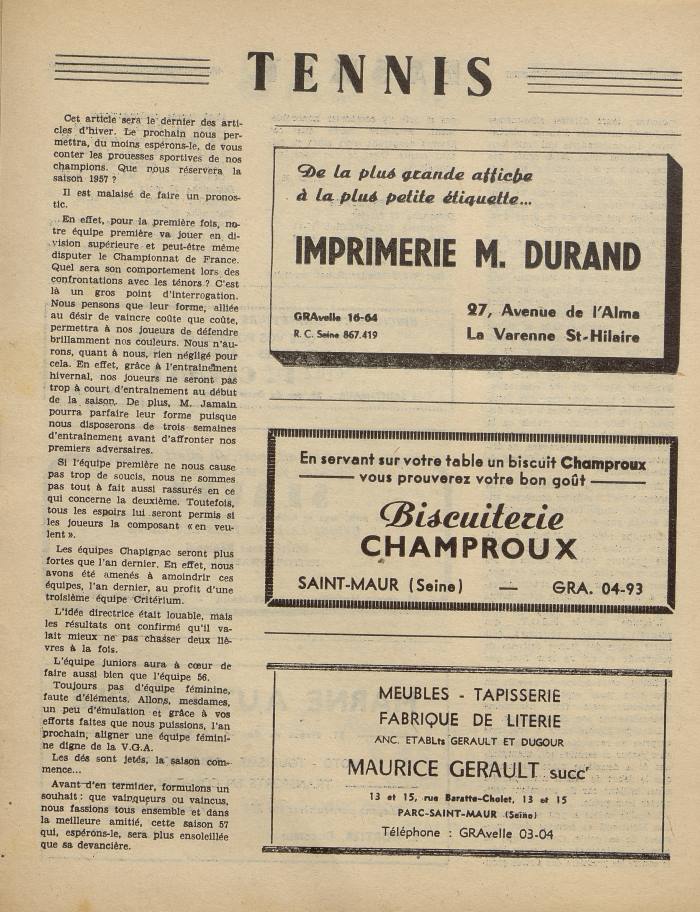 TENNIS
Cet article sera le dernier des arti-
cles d'hiver. Le prochain nous per-
mettra, du moins espérons-le, de vous
conter les prouesses sportives de nos
champions. Que nous réservera la
saison 1957 ?
Il est malaisé de faire un pronos-
tic.
En effet, pour la première fois, no-
tre équipe première va jouer en di-
vision supérieure et peut-être même
disputer le Championnat de France.
Quel sera son comportement lors des
confrontations avec les ténors ? C'est
là un gros point d'interrogation.
Nous pensons que leur forme, alliée
au désir de vaincre coûte que coûte,
permettra à nos joueurs de défendre
brillamment nos couleurs. Nous n'au-
rons, quant à nous, rien négligé pour
cela. En effet, grâce à l'entraînement
hivernal, nos joueurs ne seront pas
trop à court d'entraînement au début
de la saison. De plus, M. Jamain
pourra parfaire leur forme puisque
nous disposerons de trois semaines
d'entraînement avant d'affronter nos
premiers adversaires.
Si l'équipe première ne nous cause
pas trop de soucis, nous ne sommes
pas tout à fait aussi rassurés en ce
qui concerne la deuxième. Toutefois,
tous les espoirs lui seront permis si
les joueurs la composant « en veu-
lent ».
Les équipes Chapignac seront plus
fortes que l'an dernier. En effet, nous
avons été amenés à amoindrir ces
équipes, l'an dernier, au profit d'une
troisième équipe Critérium.
L'idée directrice était louable, mais
les résultats ont confirmé qu'il va-
lait mieux ne pas chasser deux liè-
vres à la fois.
L'équipe juniors aura à cœur de
faire aussi bien que l'équipe 56.
Toujours pas d'équipe féminine,
faute d'éléments. Allons, mesdames,
un peu d'émulation et grâce à vos
efforts faites que nous puissions, l'an
prochain, aligner une équipe fémini-
ne digne de la V.G.A.
Les dés sont jetés, la saison com-
mence...
Avant d'en terminer, formulons un
souhait : que vainqueurs ou vaincus,
nous fassions tous ensemble et dans
la meilleure amitié, cette saison 57
qui, espérons-le, sera plus ensoleillée
que sa devancière.
De la plus grande affiche
à la plus petite étiquette...
IMPRIMERIE M. DURAND
GRAvelle 16-64
R. C. Seine 867.419
27, Avenue de l'Alma
La Varenne St-Hilaire
En servant sur votre table un biscuit Champroux
vous prouverez votre bon goût
Biscuiterie
CHAMPROUX
SAINT-MAUR (Seine) — GRA. 04-93
MEUBLES - TAPISSERIE
FABRIQUE DE LITERIE
ANC. ETABLts GERAULT ET DUGOUR
MAURICE GERAULT succ'
13 et 15, rue Baratte-Cholet, 13 et 15
PARC-SAINT-MAUR (Seine)
Téléphone : GRAvelle 03-04